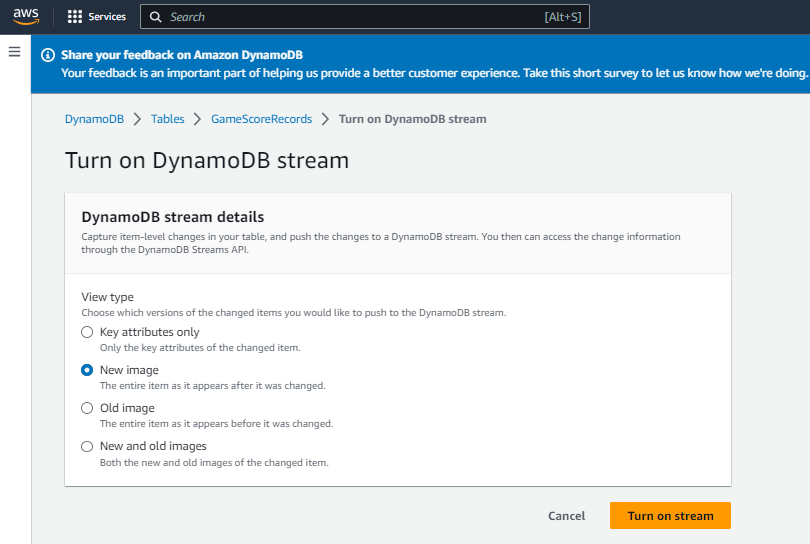 aws
Services
Search
[Alt+S]
Share your feedback on Amazon DynamoDB
Your feedback is an important part of helping us provide a better customer experience. Take this short survey to let us know how we're doing.
DynamoDB > Tables > GameScoreRecords > Turn on DynamoDB stream
Turn on DynamoDB stream
DynamoDB stream details
Capture item-level changes in your table, and push the changes to a DynamoDB stream. You then can access the change information
through the DynamoDB Streams API.
View type
Choose which versions of the changed items you would like to push to the DynamoDB stream.
Key attributes only
Only the key attributes of the changed item.
New image
The entire item as it appears after it was changed.
Old image
The entire item as it appears before it was changed.
New and old images
Both the new and old images of the changed item.
Cancel
Turn on stream